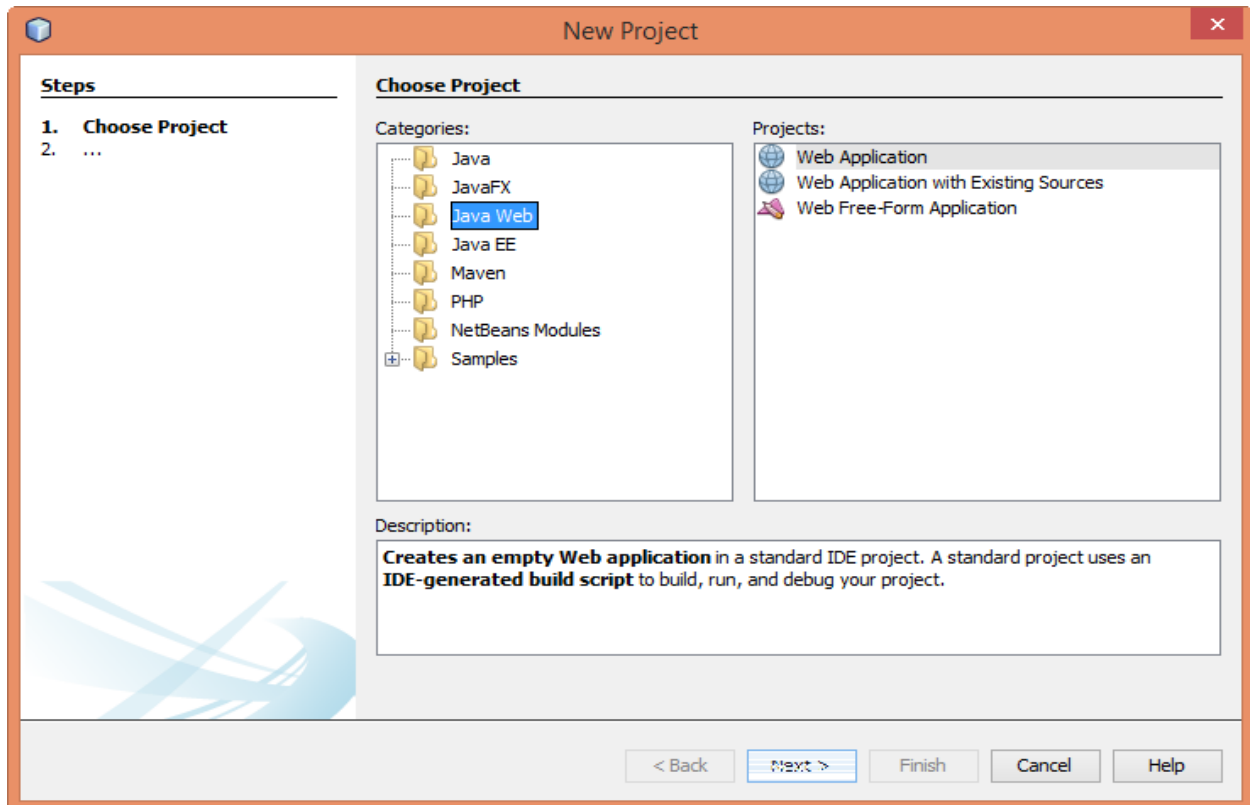 New Project
Steps
1. Choose Project
2. ...
Choose Project
Categories:
Java
JavaFX
Java Web
Java EE
Maven
PHP
NetBeans Modules
Samples
Projects:
Web Application
Web Application with Existing Sources
Web Free-Form Application
Description:
Creates an empty Web application in a standard IDE project. A standard project uses an
IDE-generated build script to build, run, and debug your project.
< Back
Next >
Finish
Cancel
Help